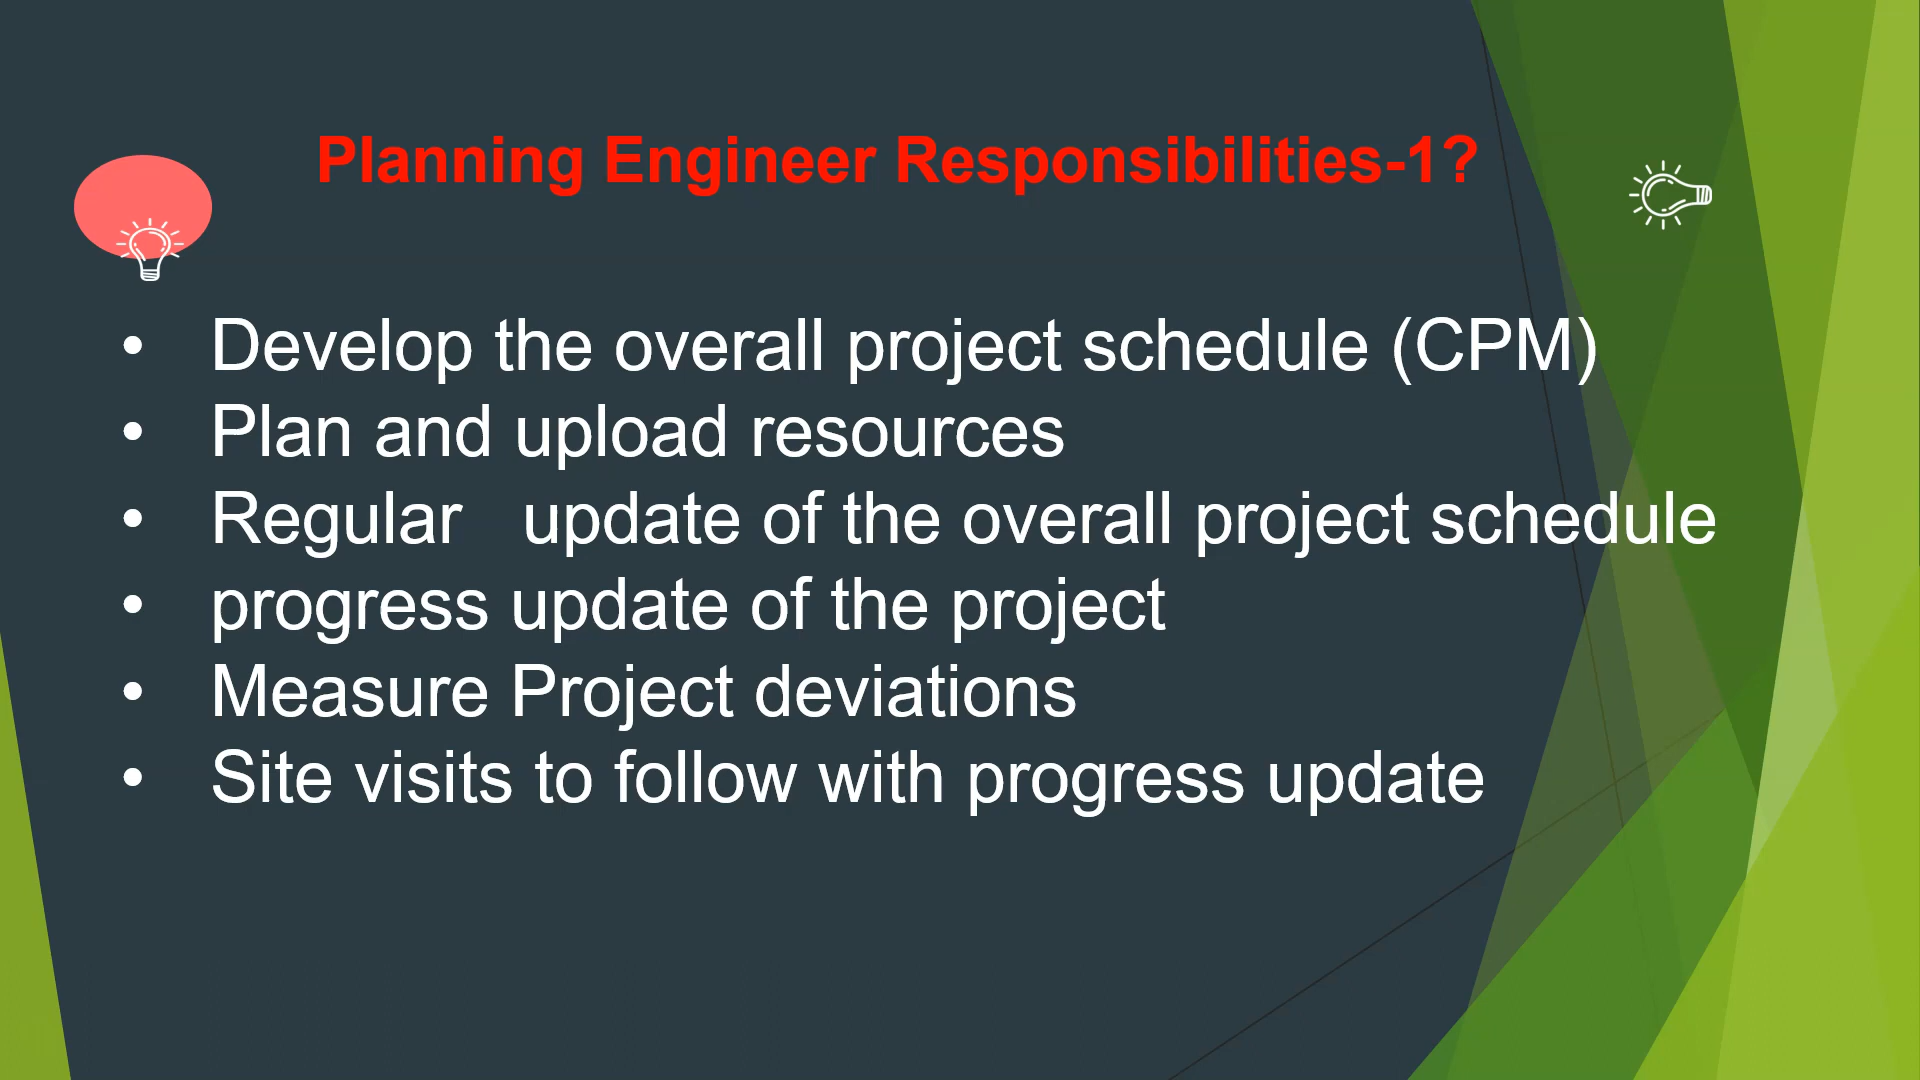 Planning Engineer Responsibilities-1?
• Develop the overall project schedule (CPM)
• Plan and upload resources
• Regular   update of the overall project schedule
• progress update of the project
• Measure Project deviations
• Site visits to follow with progress update